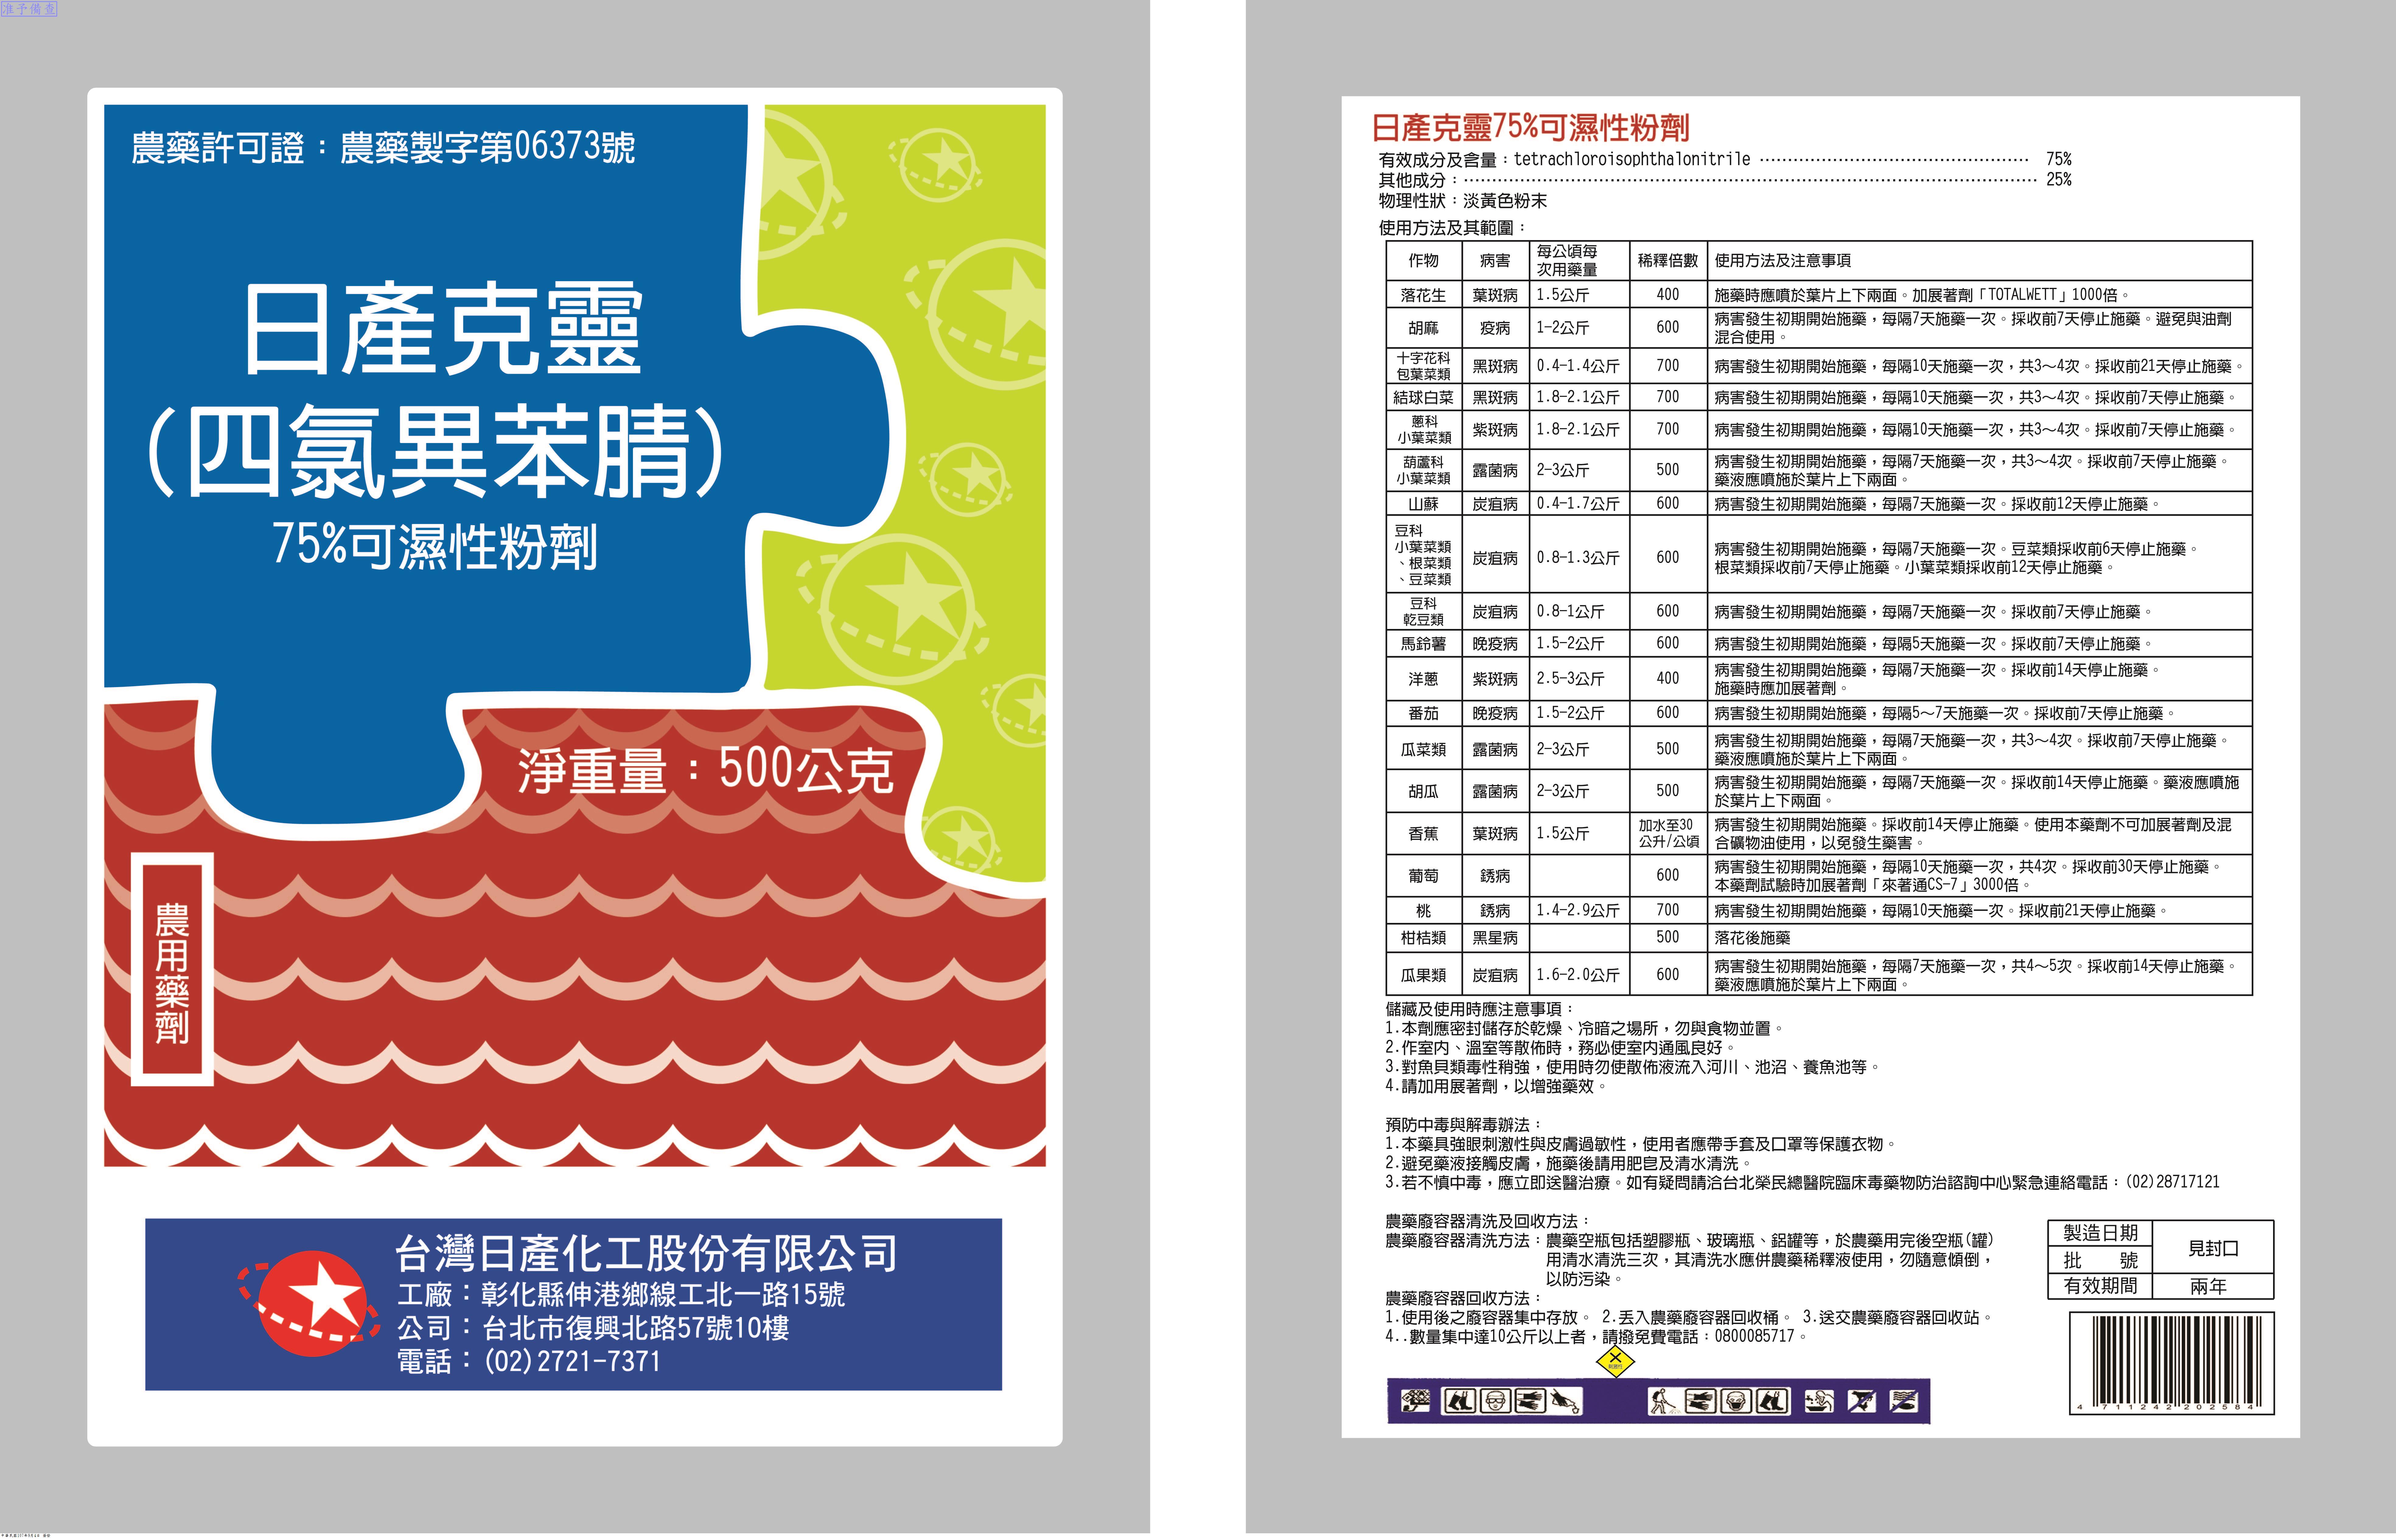 准予備查
農藥許可證：農藥製字第06373號
日產克靈
(四氯異苯腈)
75%可濕性粉劑
淨重量：500公克
農用藥劑
台灣日產化工股份有限公司
工廠：彰化縣伸港鄉線工北一路15號
公司：台北市復興北路57號10樓
電話：(02)2721-7371
日產克靈75%可濕性粉劑
有效成分及含量：tetrachloroisophthalonitrile 75%
其他成分： 25%
物理性狀：淡黃色粉末
使用方法及其範圍：
作物 病害 每公頃每次用藥量 稀釋倍數 使用方法及注意事項
落花生 葉斑病 1.5公斤 400 施藥時應噴於葉片上下兩面。加展著劑「TOTALWETT」1000倍。
胡麻 疫病 1-2公斤 600 病害發生初期開始施藥，每隔7天施藥一次。採收前7天停止施藥。避免與油劑
混合使用。
十字花科包葉菜類 黑斑病 0.4-1.4公斤 700 病害發生初期開始施藥，每隔10天施藥一次，共3～4次。採收前21天停止施藥。
結球白菜 黑斑病 1.8-2.1公斤 700 病害發生初期開始施藥，每隔10天施藥一次，共3～4次。採收前7天停止施藥。
蔥科小葉菜類 紫斑病 1.8-2.1公斤 700 病害發生初期開始施藥，每隔10天施藥一次，共3～4次。採收前7天停止施藥。
葫蘆科小葉菜類 露菌病 2-3公斤 500 病害發生初期開始施藥，每隔7天施藥一次，共3～4次。採收前7天停止施藥。
藥液應噴施於葉片上下兩面。
山蘇 炭疽病 0.4-1.7公斤 600 病害發生初期開始施藥，每隔7天施藥一次。採收前12天停止施藥。
豆科小葉菜類、根菜類、豆菜類 炭疽病 0.8-1.3公斤 600 病害發生初期開始施藥，每隔7天施藥一次。豆菜類採收前6天停止施藥。
根菜類採收前7天停止施藥。小葉菜類採收前12天停止施藥。
豆科乾豆類 炭疽病 0.8-1公斤 600 病害發生初期開始施藥，每隔7天施藥一次。採收前7天停止施藥。
馬鈴薯 晚疫病 1.5-2公斤 600 病害發生初期開始施藥，每隔5天施藥一次。採收前7天停止施藥。
洋蔥 紫斑病 2.5-3公斤 400 病害發生初期開始施藥，每隔7天施藥一次。採收前14天停止施藥。
施藥時應加展著劑。
番茄 晚疫病 1.5-2公斤 600 病害發生初期開始施藥，每隔5～7天施藥一次。採收前7天停止施藥。
瓜菜類 露菌病 2-3公斤 500 病害發生初期開始施藥，每隔7天施藥一次，共3～4次。採收前7天停止施藥。
藥液應噴施於葉片上下兩面。
胡瓜 露菌病 2-3公斤 500 病害發生初期開始施藥，每隔7天施藥一次。採收前14天停止施藥。藥液應噴施
於葉片上下兩面。
香蕉 葉斑病 1.5公斤 加水至30公升/公頃 病害發生初期開始施藥。採收前14天停止施藥。使用本藥劑不可加展著劑及混
合礦物油使用，以免發生藥害。
葡萄 銹病 600 病害發生初期開始施藥，每隔10天施藥一次，共4次。採收前30天停止施藥。
本藥劑試驗時加展著劑「來著通CS-7」3000倍。
桃 銹病 1.4-2.9公斤 700 病害發生初期開始施藥，每隔10天施藥一次。採收前21天停止施藥。
柑桔類 黑星病 500 落花後施藥
瓜果類 炭疽病 1.6-2.0公斤 600 病害發生初期開始施藥，每隔7天施藥一次，共4～5次。採收前14天停止施藥。
藥液應噴施於葉片上下兩面。
儲藏及使用時應注意事項：
1.本劑應密封儲存於乾燥、冷暗之場所，勿與食物並置。
2.作室內、溫室等散佈時，務必使室內通風良好。
3.對魚貝類毒性稍強，使用時勿使散佈液流入河川、池沼、養魚池等。
4.請加用展著劑，以增強藥效。
預防中毒與解毒辦法：
1.本藥具強眼刺激性與皮膚過敏性，使用者應帶手套及口罩等保護衣物。
2.避免藥液接觸皮膚，施藥後請用肥皂及清水清洗。
3.若不慎中毒，應立即送醫治療。如有疑問請洽台北榮民總醫院臨床毒藥物防治諮詢中心緊急連絡電話：(02)28717121
農藥廢容器清洗及回收方法：
農藥廢容器清洗方法：農藥空瓶包括塑膠瓶、玻璃瓶、鋁罐等，於農藥用完後空瓶(罐)
用清水清洗三次，其清洗水應併農藥稀釋液使用，勿隨意傾倒，
以防污染。
農藥廢容器回收方法：
1.使用後之廢容器集中存放。 2.丟入農藥廢容器回收桶。 3.送交農藥廢容器回收站。
4..數量集中達10公斤以上者，請撥免費電話：0800085717。
製造日期 見封口
批 號
有效期間 兩年
4 711242 202584